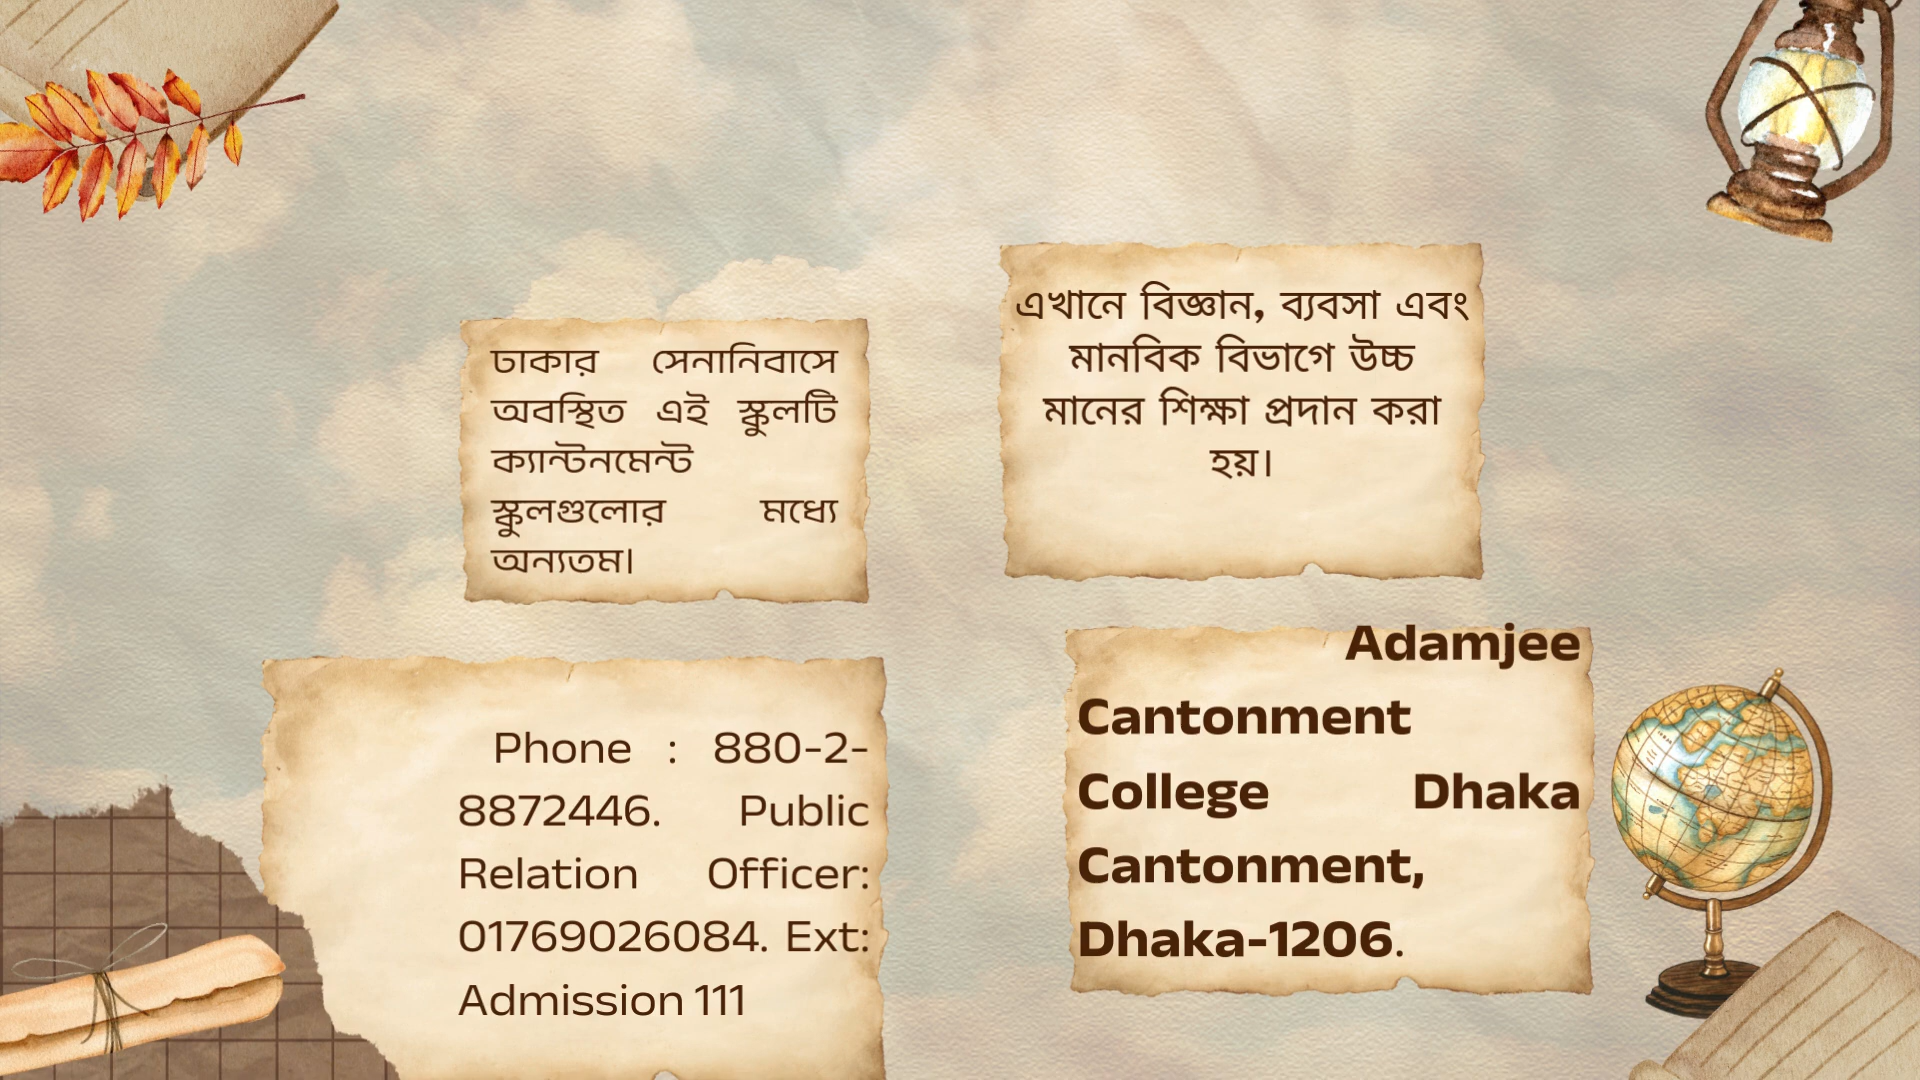 ঢাকার সেনানিবাসে
অবস্থিত এই স্কুলটি
ক্যান্টনমেন্ট
স্কুলগুলোর মধ্যে
অন্যতম।
এখানে বিজ্ঞান, ব্যবসা এবং
মানবিক বিভাগে উচ্চ
মানের শিক্ষা প্রদান করা
হয়।
Phone : 880-2-
8872446. Public
Relation Officer:
01769026084. Ext:
Admission 111
Adamjee
Cantonment
College Dhaka
Cantonment,
Dhaka-1206.